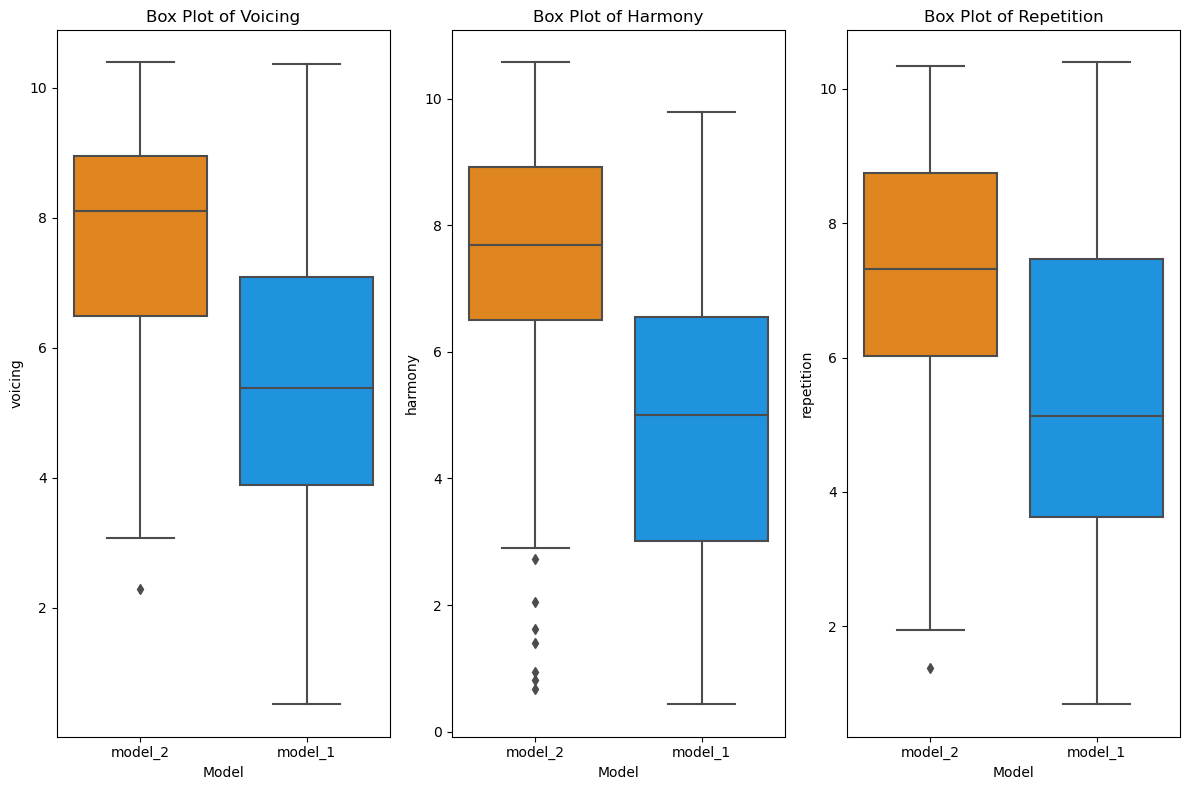 Box Plot of Voicing
voicing
10
8
6
4
2
model_2 model_1
Model
Box Plot of Harmony
harmony
10
8
6
4
2
0
model_2 model_1
Model
Box Plot of Repetition
repetition
10
8
6
4
2
model_2 model_1
Model